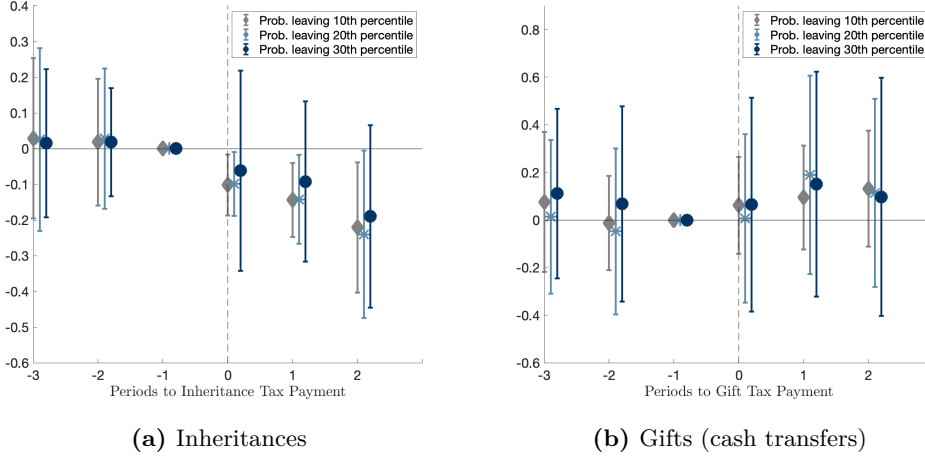 0.4
0.3
0.2
0.1
0
-0.1
-0.2
-0.3
-0.4
-0.5
-0.6
Prob. leaving 10th percentile
Prob. leaving 20th percentile
Prob. leaving 30th percentile
-3 -2 -1 0 1 2
Periods to Inheritance Tax Payment
(a) Inheritances
0.8
0.6
0.4
0.2
0
-0.2
-0.4
-0.6
Prob. leaving 10th percentile
Prob. leaving 20th percentile
Prob. leaving 30th percentile
-3 -2 -1 0 1 2
Periods to Gift Tax Payment
(b) Gifts (cash transfers)